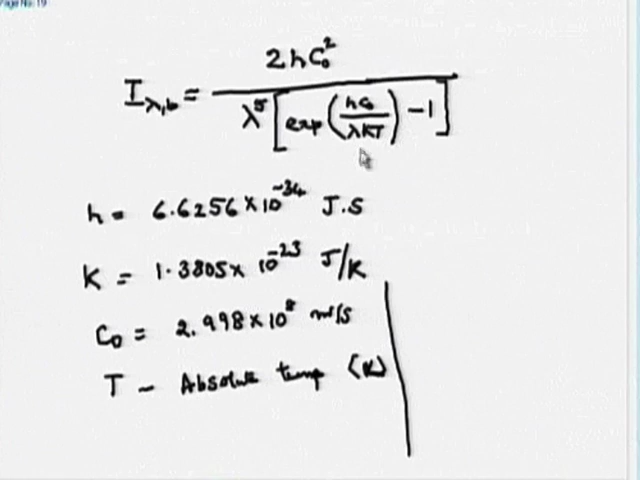 Page No: 19
I_λ,b = 2hC₀² / λ⁵ [exp(hC₀/λKT) - 1]
h = 6.6256 × 10⁻³⁴ J.S
K = 1.3805 × 10⁻²³ J/K
C₀ = 2.998 × 10⁸ m/s
T - Absolute temp (K)